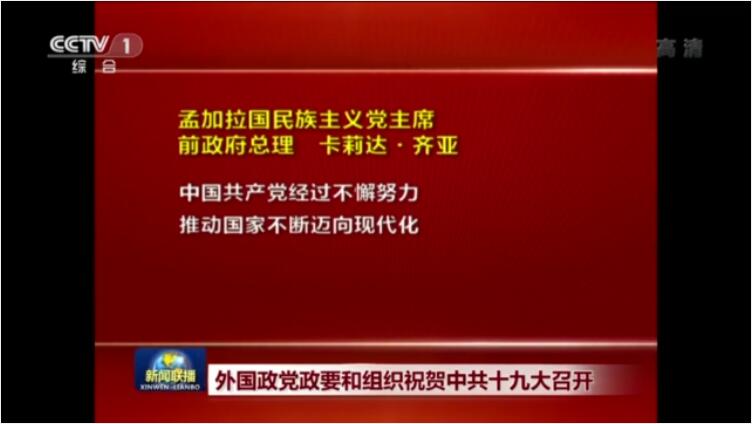 CCTV 1
高清
综合
孟加拉国民族主义党主席
前政府总理 卡莉达·齐亚
中国共产党经过不懈努力
推动国家不断迈向现代化
新闻联播
XINWEN-LIANBO
外国政党政要和组织祝贺中共十九大召开